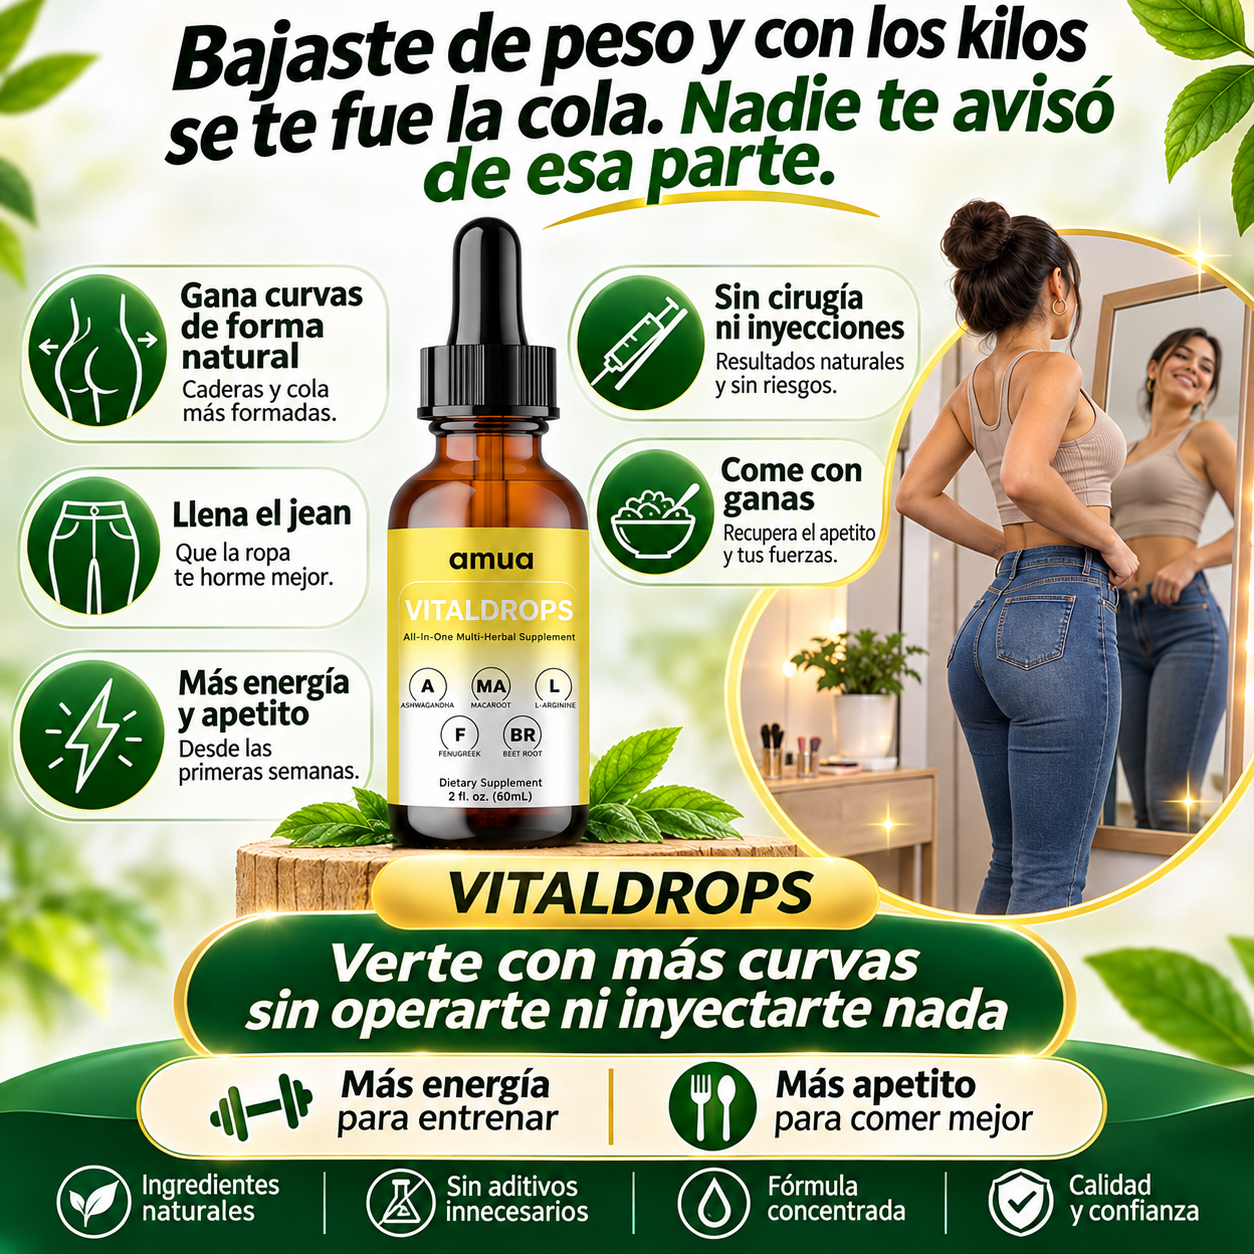 Bajaste de peso y con los kilos
se te fue la cola. Nadie te avisó
de esa parte.
Gana curvas
de forma
natural
Caderas y cola
más formadas.
Sin cirugía
ni inyecciones
Resultados naturales
y sin riesgos.
Llena el jean
Que la ropa
te horme mejor.
Come con
ganas
Recupera el apetito
y tus fuerzas.
Más energía
y apetito
Desde las
primeras semanas.
amua
VITALDROPS
All-In-One Multi-Herbal Supplement
A
ASHWAGANDHA
MA
MACAROOT
L
L-ARGININE
F
FENUGREEK
BR
BEET ROOT
Dietary Supplement
2 fl. oz. (60mL)
VITALDROPS
Verte con más curvas
sin operarte ni inyectarte nada
Más energía
para entrenar
Más apetito
para comer mejor
Ingredientes
naturales
Sin aditivos
innecesarios
Fórmula
concentrada
Calidad
y confianza